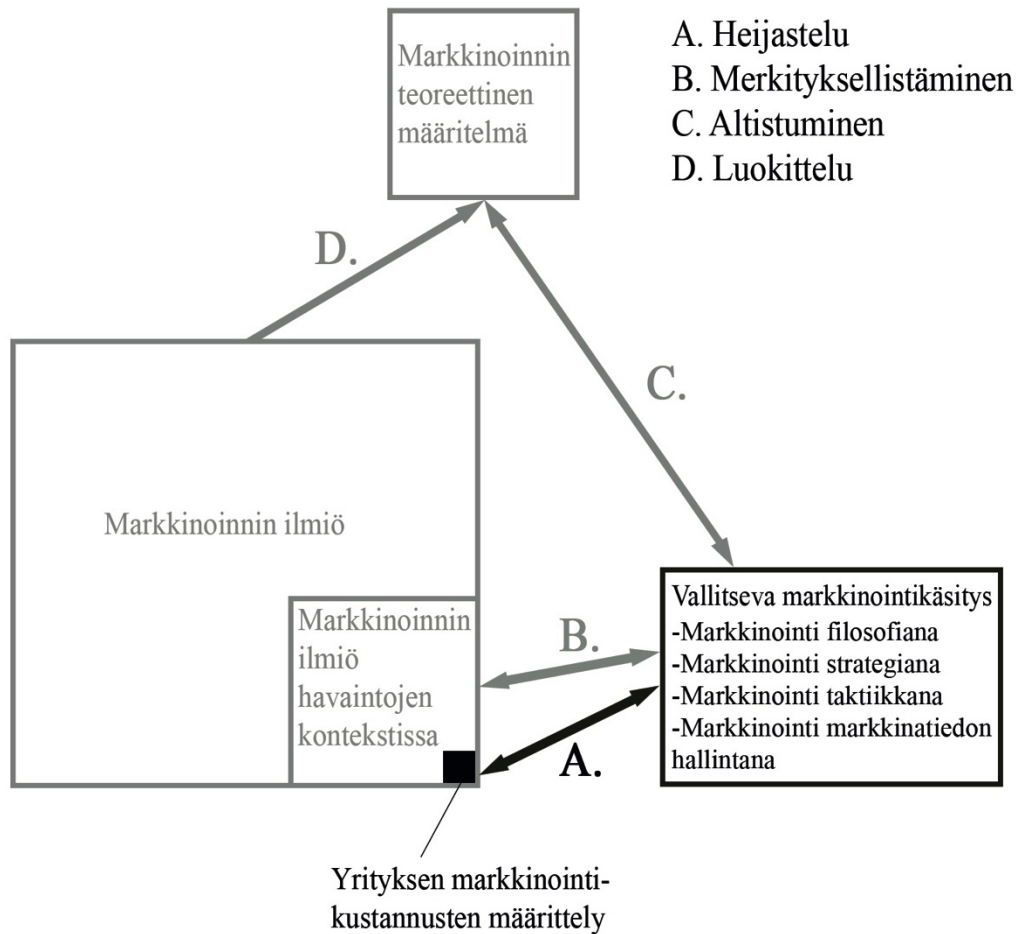 Markkinoinnin
teoreettinen
määritelmä
A. Heijastelu
B. Merkityksellistäminen
C. Altistuminen
D. Luokittelu
D.
C.
Markkinoinnin ilmiö
Markkinoinnin
ilmiö
havaintojen
kontekstissa
B.
A.
Vallitseva markkinointikäsitys
-Markkinointi filosofiana
-Markkinointi strategiana
-Markkinointi taktiikkana
-Markkinointi markkinatiedon
hallintana
Yrityksen markkinointi-
kustannusten määrittely